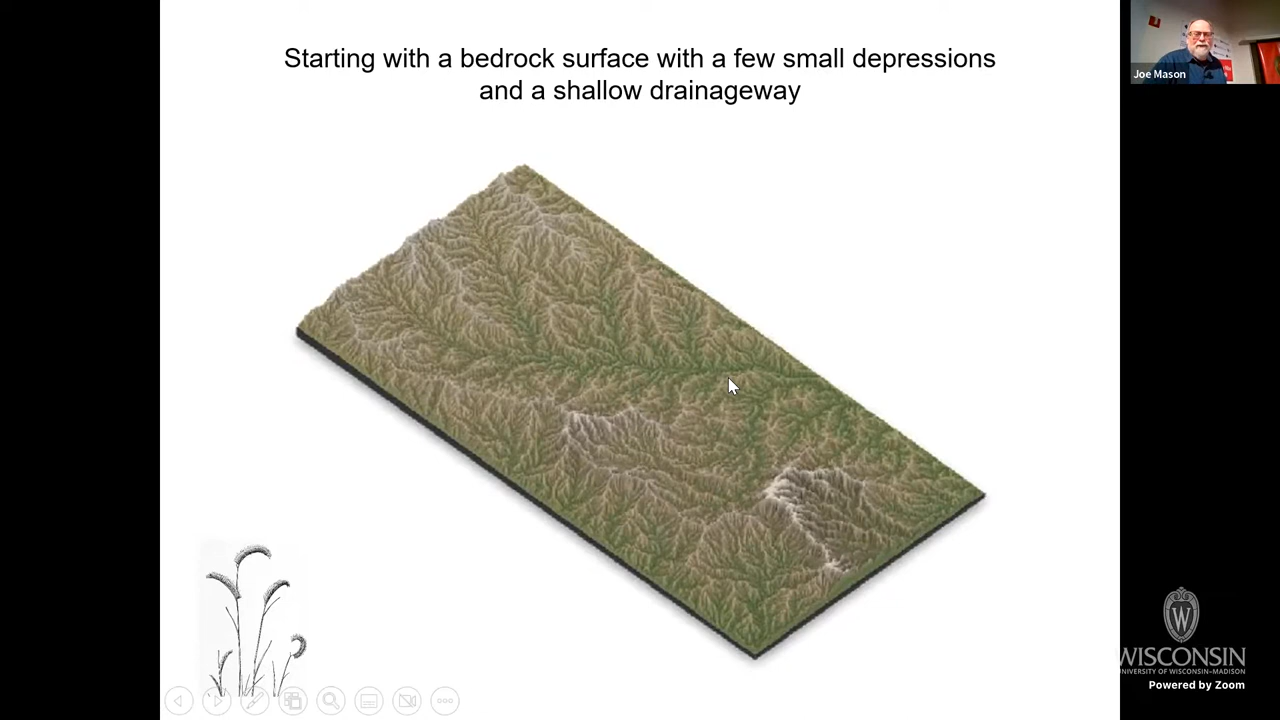 Starting with a bedrock surface with a few small depressions
and a shallow drainageway
Joe Mason
W
WISCONSIN
UNIVERSITY OF WISCONSIN–MADISON
Powered by Zoom